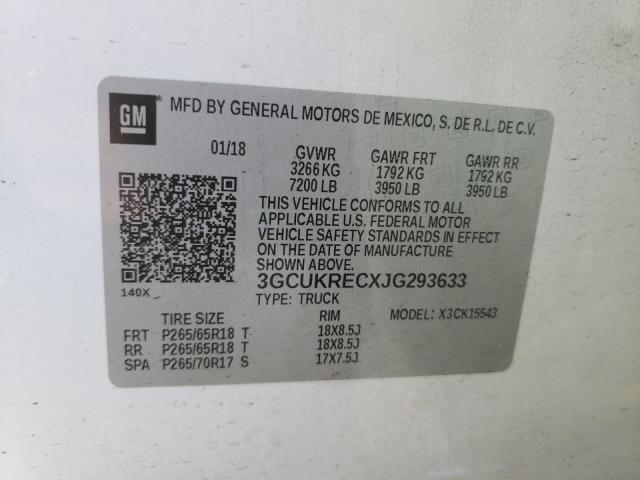 GM
MFD BY GENERAL MOTORS DE MEXICO, S. DE R.L. DE C.V.
01/18 GVWR GAWR FRT GAWR RR
3266 KG 1792 KG 1792 KG
7200 LB 3950 LB 3950 LB
THIS VEHICLE CONFORMS TO ALL
APPLICABLE U.S. FEDERAL MOTOR
VEHICLE SAFETY STANDARDS IN EFFECT
ON THE DATE OF MANUFACTURE
SHOWN ABOVE.
140X 3GCUKRECXJG293633
TYPE: TRUCK MODEL: X3CK15543
TIRE SIZE RIM
FRT P265/65R18 T 18X8.5J
RR P265/65R18 T 18X8.5J
SPA P265/70R17 S 17X7.5J